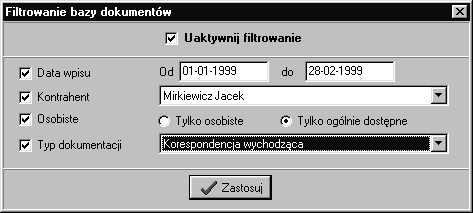 Filtrowanie bazy dokumentów
Uaktywnij filtrowanie
Data wpisu Od 01-01-1999 do 28-02-1999
Kontrahent Mirkiewicz Jacek
Osobiste Tylko osobiste Tylko ogólnie dostępne
Typ dokumentacji Korespondencja wychodząca
Zastosuj